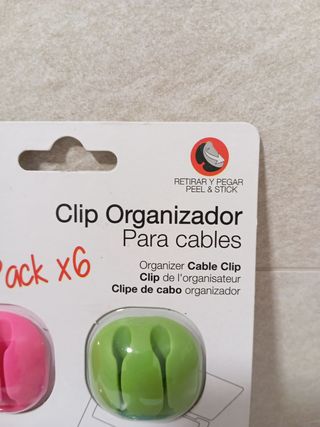 RETIRAR Y PEGAR
PEEL & STICK
Clip Organizador
Para cables
Pack x6
Organizer Cable Clip
Clip de l'organisateur
Clipe de cabo organizador